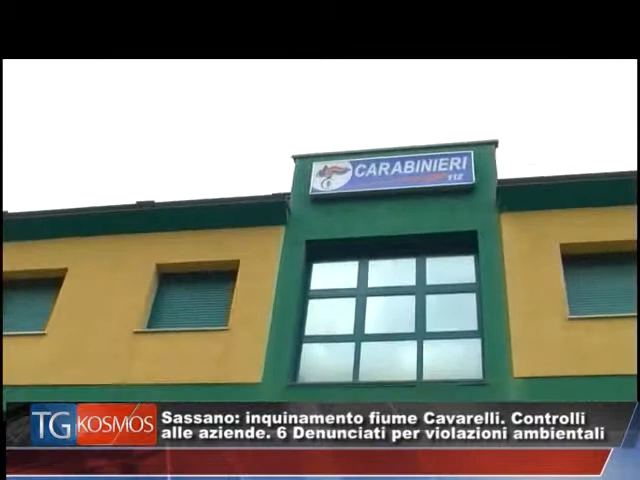 CARABINIERI
112
TG KOSMOS
Sassano: inquinamento fiume Cavarelli. Controlli
alle aziende. 6 Denunciati per violazioni ambientali